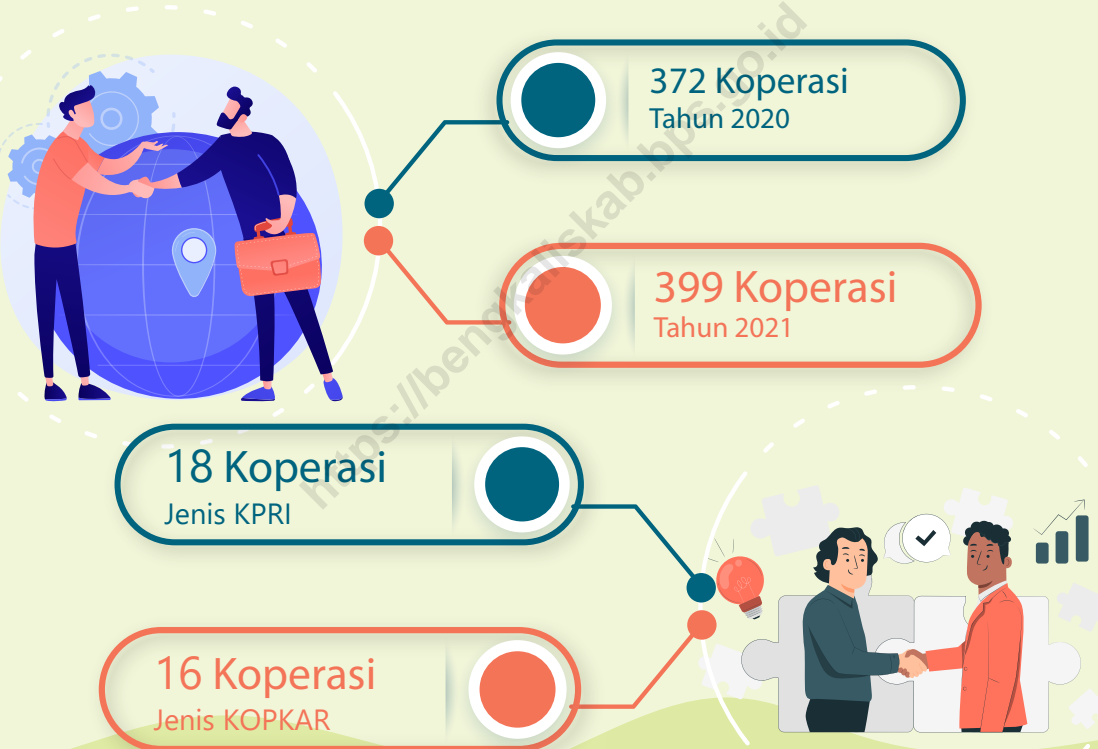 372 Koperasi
Tahun 2020
399 Koperasi
Tahun 2021
18 Koperasi
Jenis KPRI
16 Koperasi
Jenis KOPKAR
https://bengkaliskab.bps.go.id